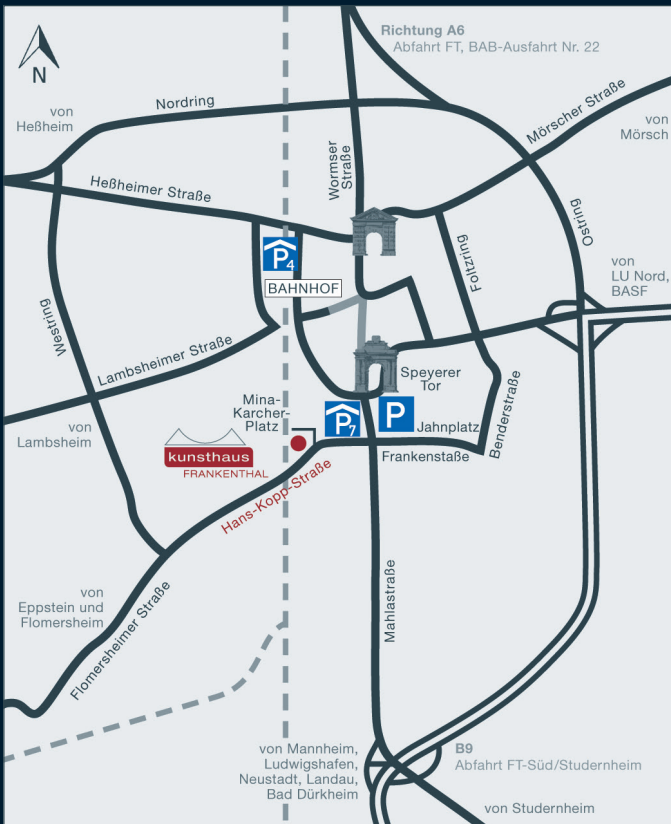 Richtung A6
Abfahrt FT, BAB-Ausfahrt Nr. 22
N
von
Heßheim
Nordring
Mörscher Straße
von
Mörsch
Wormser
Straße
Heßheimer Straße
Ostring
Foltzring
P4
BAHNHOF
von
LU Nord,
BASF
Westring
Lambsheimer Straße
Speyerer
Tor
Mina-
Karcher-
Platz
P7
P
Jahnplatz
Benderstraße
von
Lambsheim
kunsthaus
FRANKENTHAL
Frankenstaße
Hans-Kopp-Straße
von
Eppstein und
Flomersheim
Flomersheimer Straße
Mahlastraße
von Mannheim,
Ludwigshafen,
Neustadt, Landau,
Bad Dürkheim
B9
Abfahrt FT-Süd/Studernheim
von Studernheim